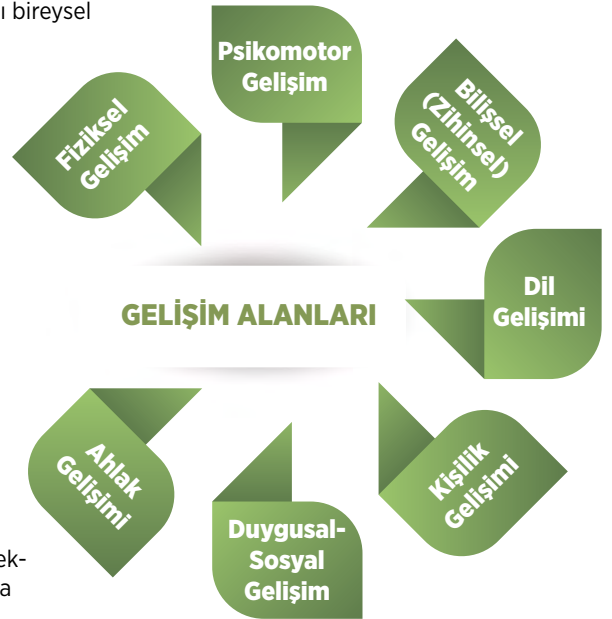 ı bireysel
Psikomotor
Gelişim
Bilişsel
(Zihinsel)
Gelişim
Fiziksel
Gelişim
Dil
Gelişimi
GELİŞİM ALANLARI
Kişilik
Gelişimi
Ahlak
Gelişimi
Duygusal-
Sosyal
Gelişim
ek-
a